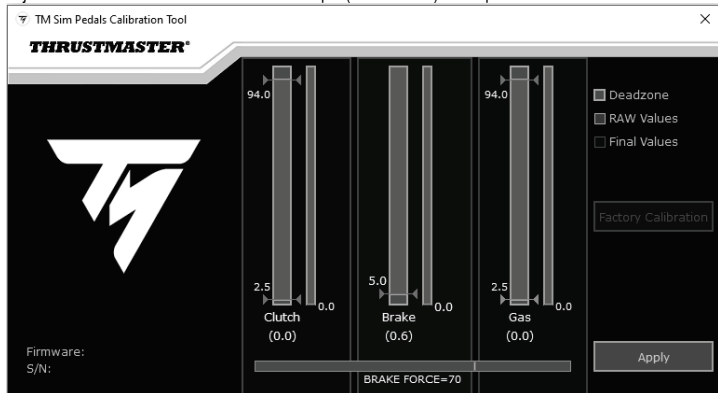 TM Sim Pedals Calibration Tool
THRUSTMASTER®
94.0
94.0
Deadzone
RAW Values
Final Values
Factory Calibration
2.5
5.0
2.5
0.0
0.0
0.0
Clutch
Brake
Gas
(0.0)
(0.6)
(0.0)
Firmware:
S/N:
Apply
BRAKE FORCE=70